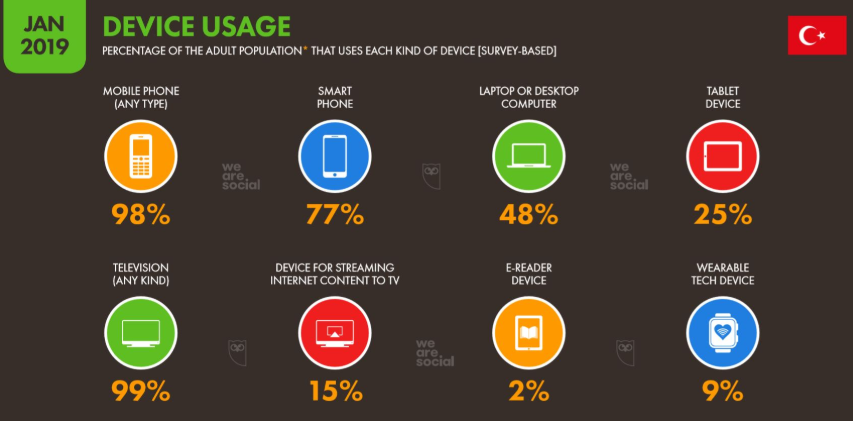 JAN
2019
DEVICE USAGE
PERCENTAGE OF THE ADULT POPULATION* THAT USES EACH KIND OF DEVICE [SURVEY-BASED]
MOBILE PHONE
(ANY TYPE)
SMART
PHONE
LAPTOP OR DESKTOP
COMPUTER
TABLET
DEVICE
we
are
social
we
are
social
98%
77%
48%
25%
TELEVISION
(ANY KIND)
DEVICE FOR STREAMING
INTERNET CONTENT TO TV
E-READER
DEVICE
WEARABLE
TECH DEVICE
we
are
social
99%
15%
2%
9%